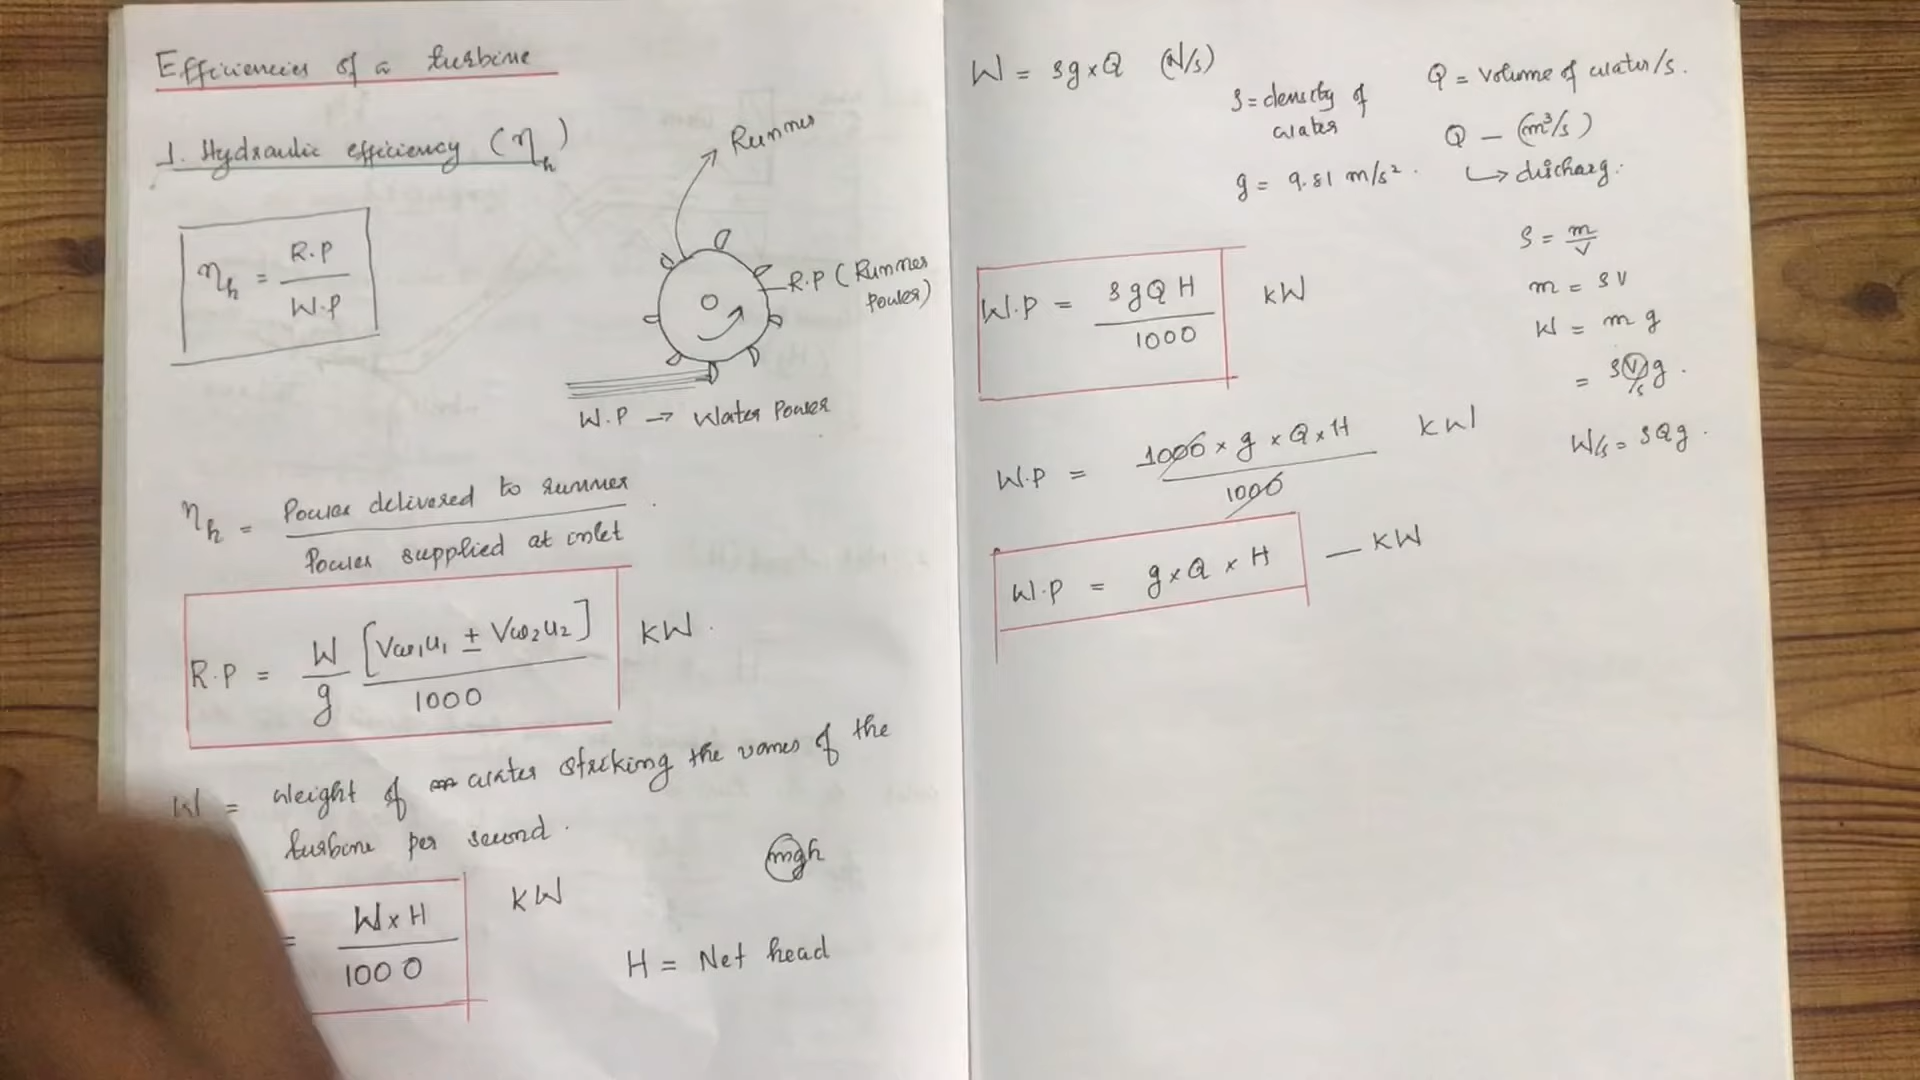 Efficiencies of a turbine
1. Hydraulic efficiency (ηh)
Runner
ηh = R.P / W.P
R.P (Runner Power)
W.P → Water Power
ηh = Power delivered to runner / Power supplied at inlet
R.P = W/g [Vw1u1 ± Vw2u2] / 1000 KW.
W = weight of water striking the vanes of the
turbine per second.
mgh
= W x H / 1000 KW
H = Net head
W = ρg x Q (N/s)
ρ = density of
water
g = 9.81 m/s².
Q = Volume of water/s.
Q - (m³/s)
↳ discharg.
ρ = m/V
m = ρV
W = mg
= ρV/s g.
W/s = ρQg.
W.P = ρgQH / 1000 KW
W.P = 1000 x g x Q x H / 1000 KW
W.P = g x Q x H — KW